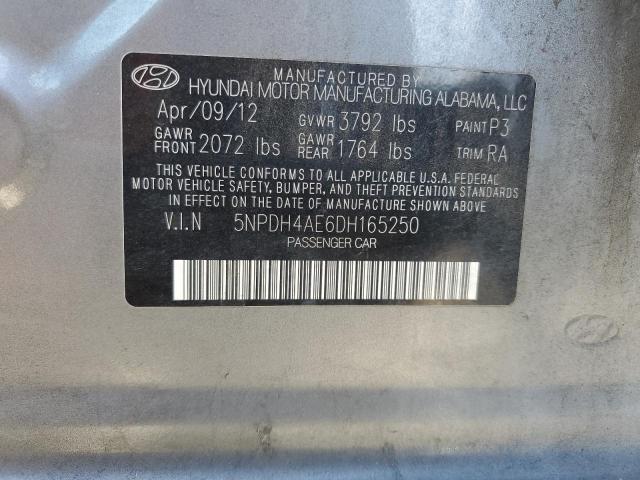 MANUFACTURED BY
HYUNDAI MOTOR MANUFACTURING ALABAMA, LLC
Apr/09/12 GVWR 3792 lbs PAINT P3
GAWR FRONT 2072 lbs GAWR REAR 1764 lbs TRIM RA
THIS VEHICLE CONFORMS TO ALL APPLICABLE U.S.A. FEDERAL
MOTOR VEHICLE SAFETY, BUMPER, AND THEFT PREVENTION STANDARDS
IN EFFECT ON THE DATE OF MANUFACTURE SHOWN ABOVE.
V.I.N 5NPDH4AE6DH165250
PASSENGER CAR